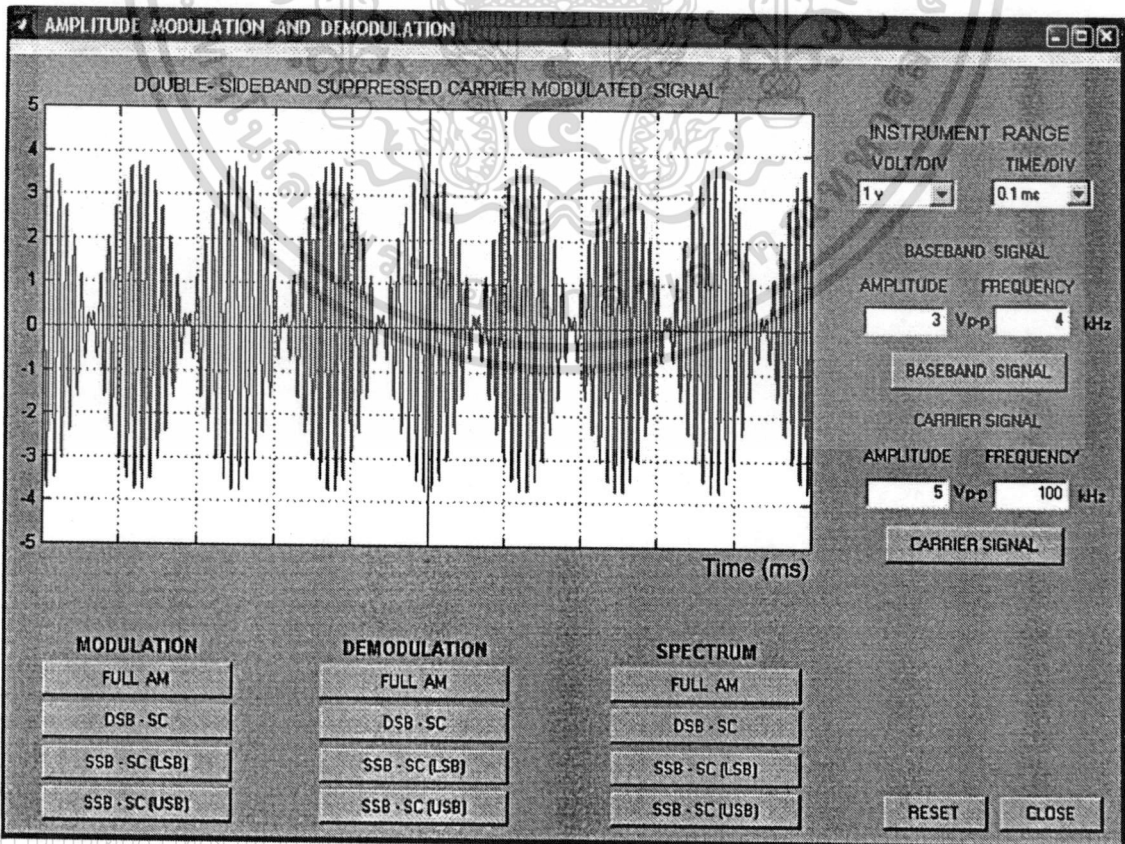 AMPLITUDE MODULATION AND DEMODULATION
DOUBLE- SIDEBAND SUPPRESSED CARRIER MODULATED SIGNAL
5
4
3
2
1
0
-1
-2
-3
-4
-5
Time (ms)
INSTRUMENT RANGE
VOLT/DIV TIME/DIV
1 v 0.1 ms
BASEBAND SIGNAL
AMPLITUDE FREQUENCY
3 Vp-p 4 kHz
BASEBAND SIGNAL
CARRIER SIGNAL
AMPLITUDE FREQUENCY
5 Vp-p 100 kHz
CARRIER SIGNAL
MODULATION DEMODULATION SPECTRUM
FULL AM FULL AM FULL AM
DSB - SC DSB - SC DSB - SC
SSB - SC (LSB) SSB - SC (LSB) SSB - SC (LSB)
SSB - SC (USB) SSB - SC (USB) SSB - SC (USB)
RESET CLOSE